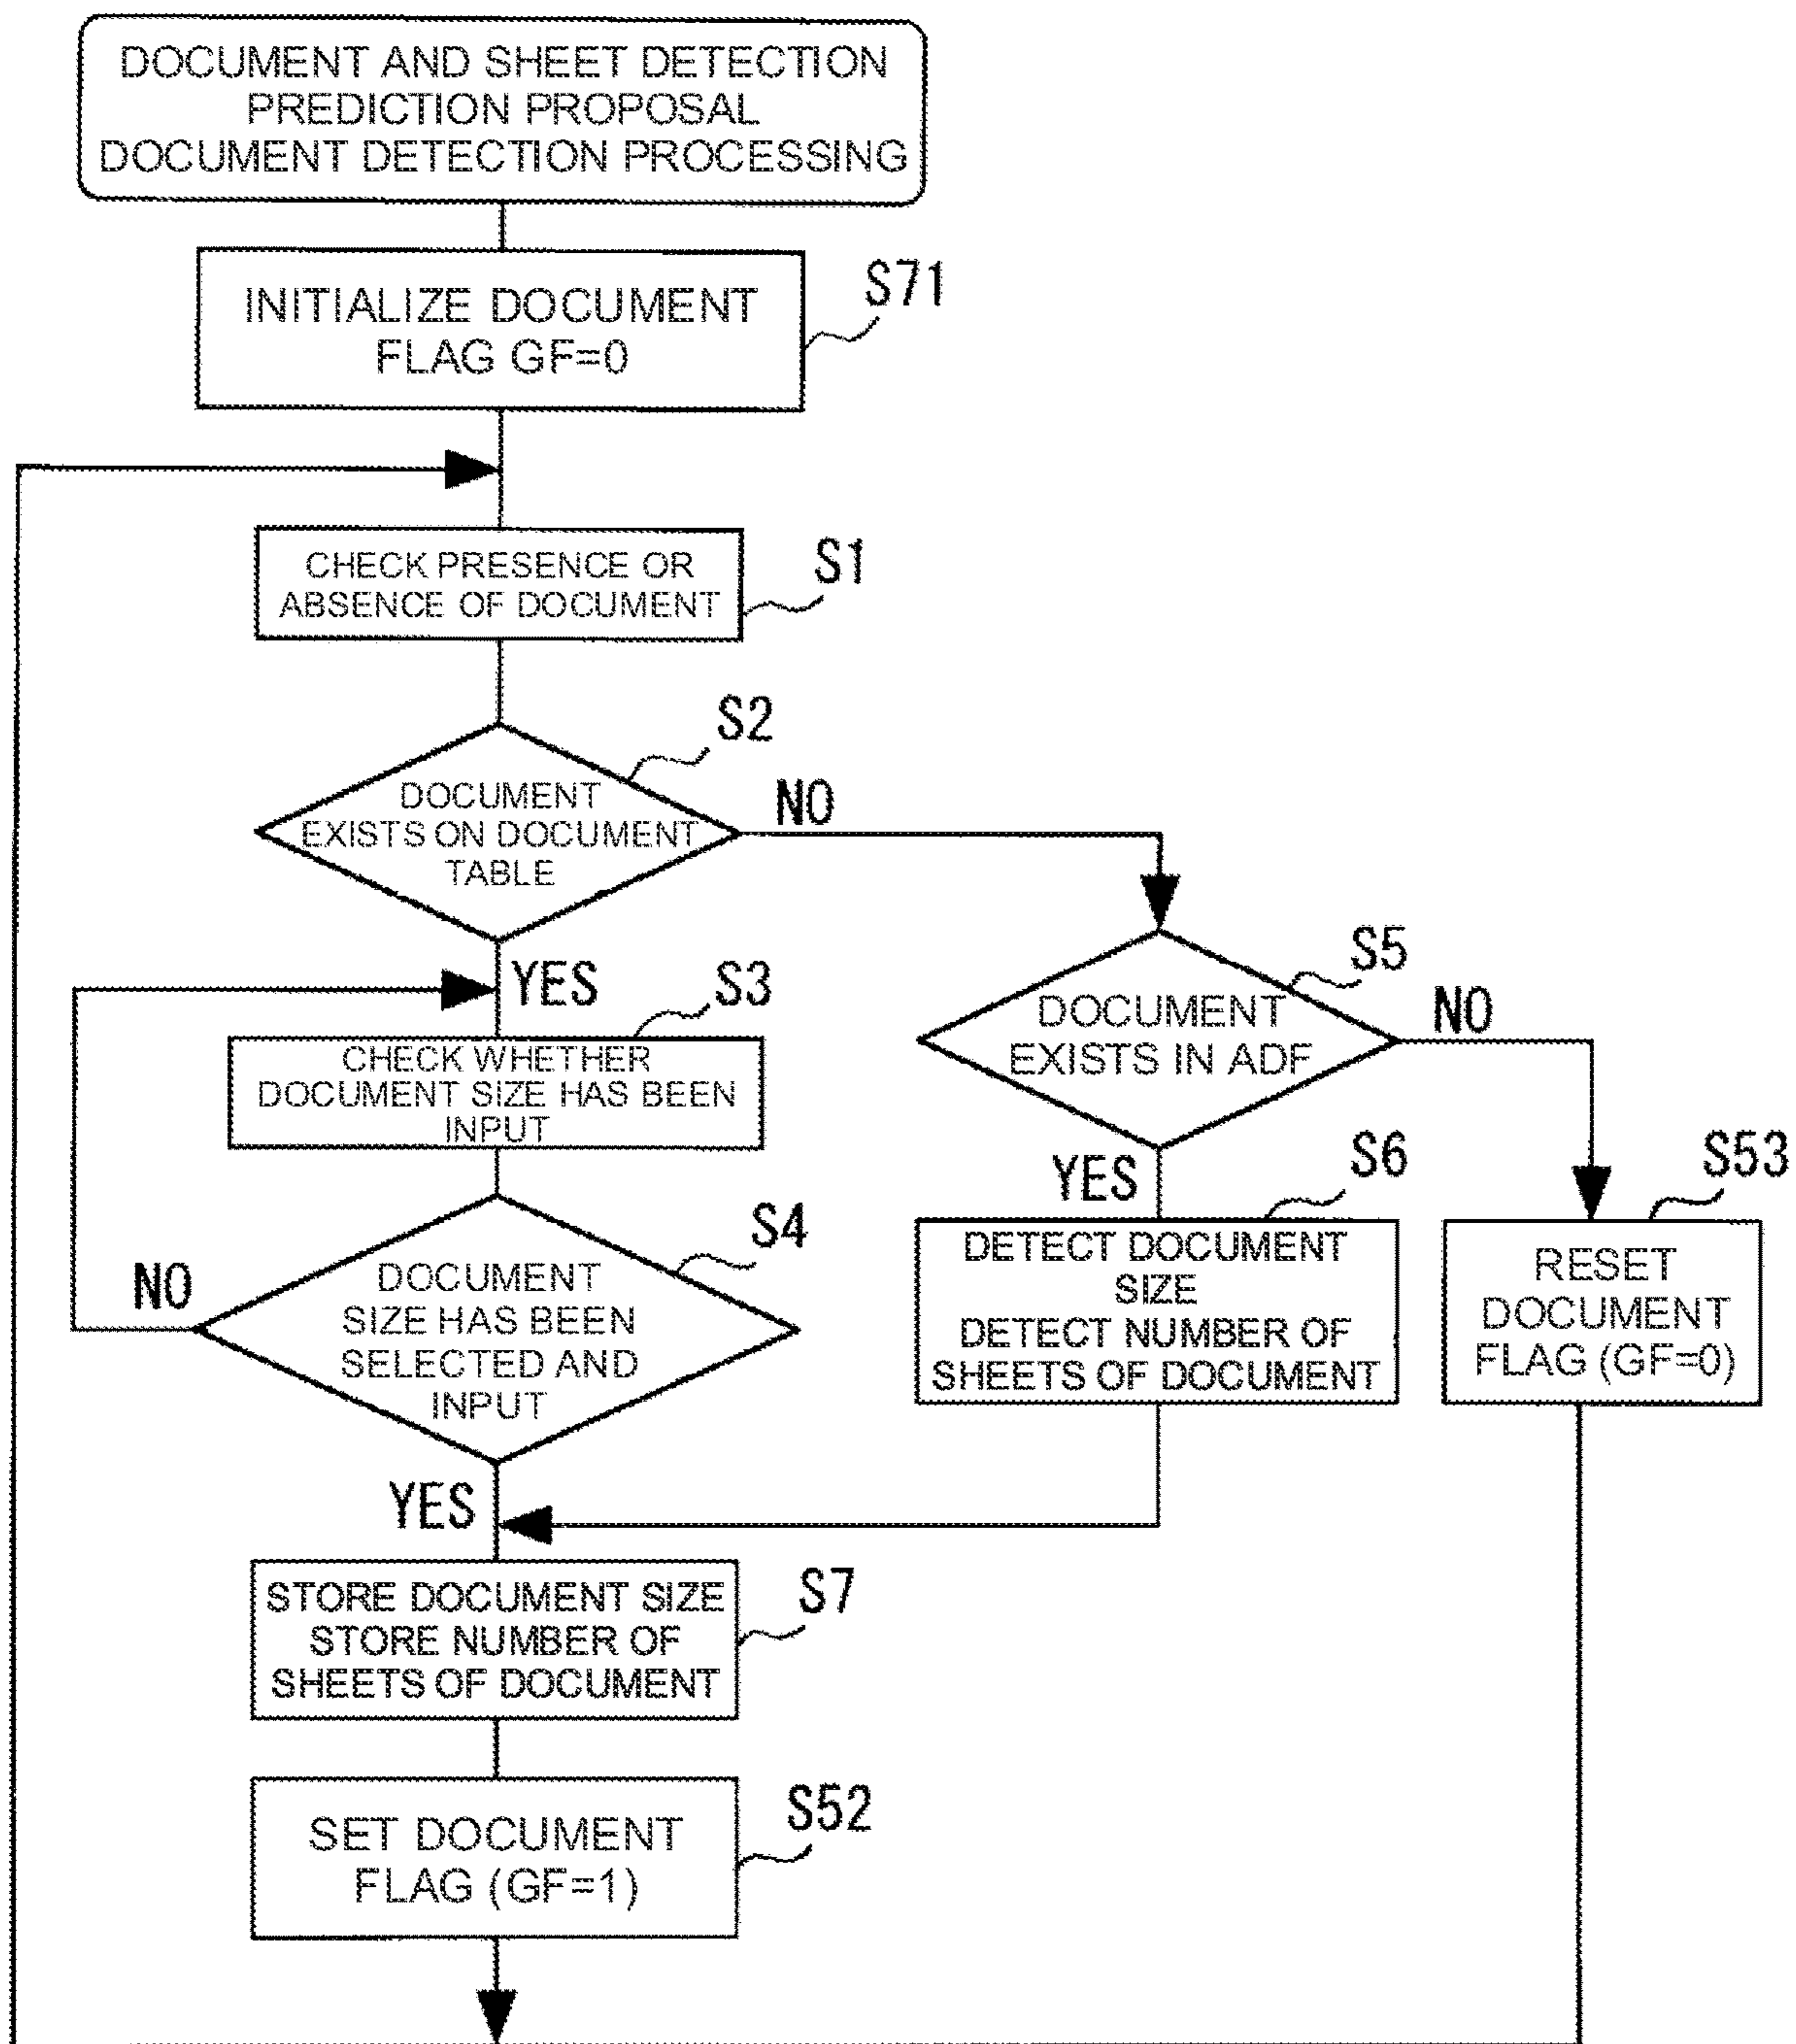 DOCUMENT AND SHEET DETECTION
PREDICTION PROPOSAL
DOCUMENT DETECTION PROCESSING
INITIALIZE DOCUMENT
FLAG GF=0
S71
CHECK PRESENCE OR
ABSENCE OF DOCUMENT
S1
S2
DOCUMENT
EXISTS ON DOCUMENT
TABLE
NO
YES
S3
CHECK WHETHER
DOCUMENT SIZE HAS BEEN
INPUT
S5
DOCUMENT
EXISTS IN ADF
NO
YES
S4
DOCUMENT
SIZE HAS BEEN
SELECTED AND
INPUT
NO
YES
S6
DETECT DOCUMENT
SIZE
DETECT NUMBER OF
SHEETS OF DOCUMENT
S53
RESET
DOCUMENT
FLAG (GF=0)
STORE DOCUMENT SIZE
STORE NUMBER OF
SHEETS OF DOCUMENT
S7
SET DOCUMENT
FLAG (GF=1)
S52